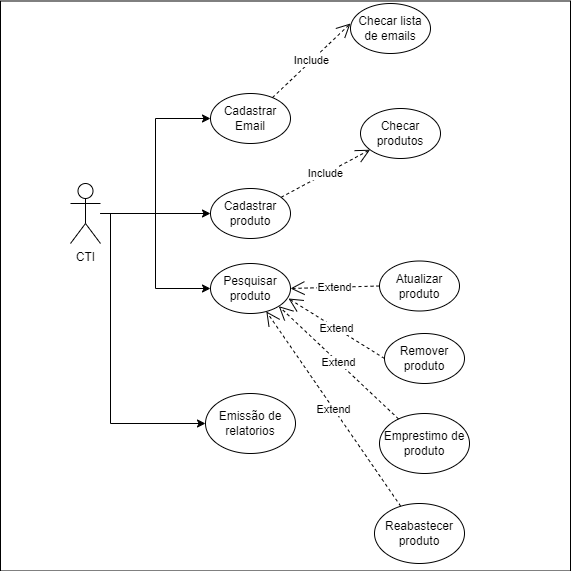 Checar lista
de emails
Include
Cadastrar
Email
Checar
produtos
Include
Cadastrar
produto
CTI
Pesquisar
produto
Extend
Atualizar
produto
Extend
Remover
produto
Extend
Emprestimo de
produto
Extend
Emissão de
relatorios
Reabastecer
produto